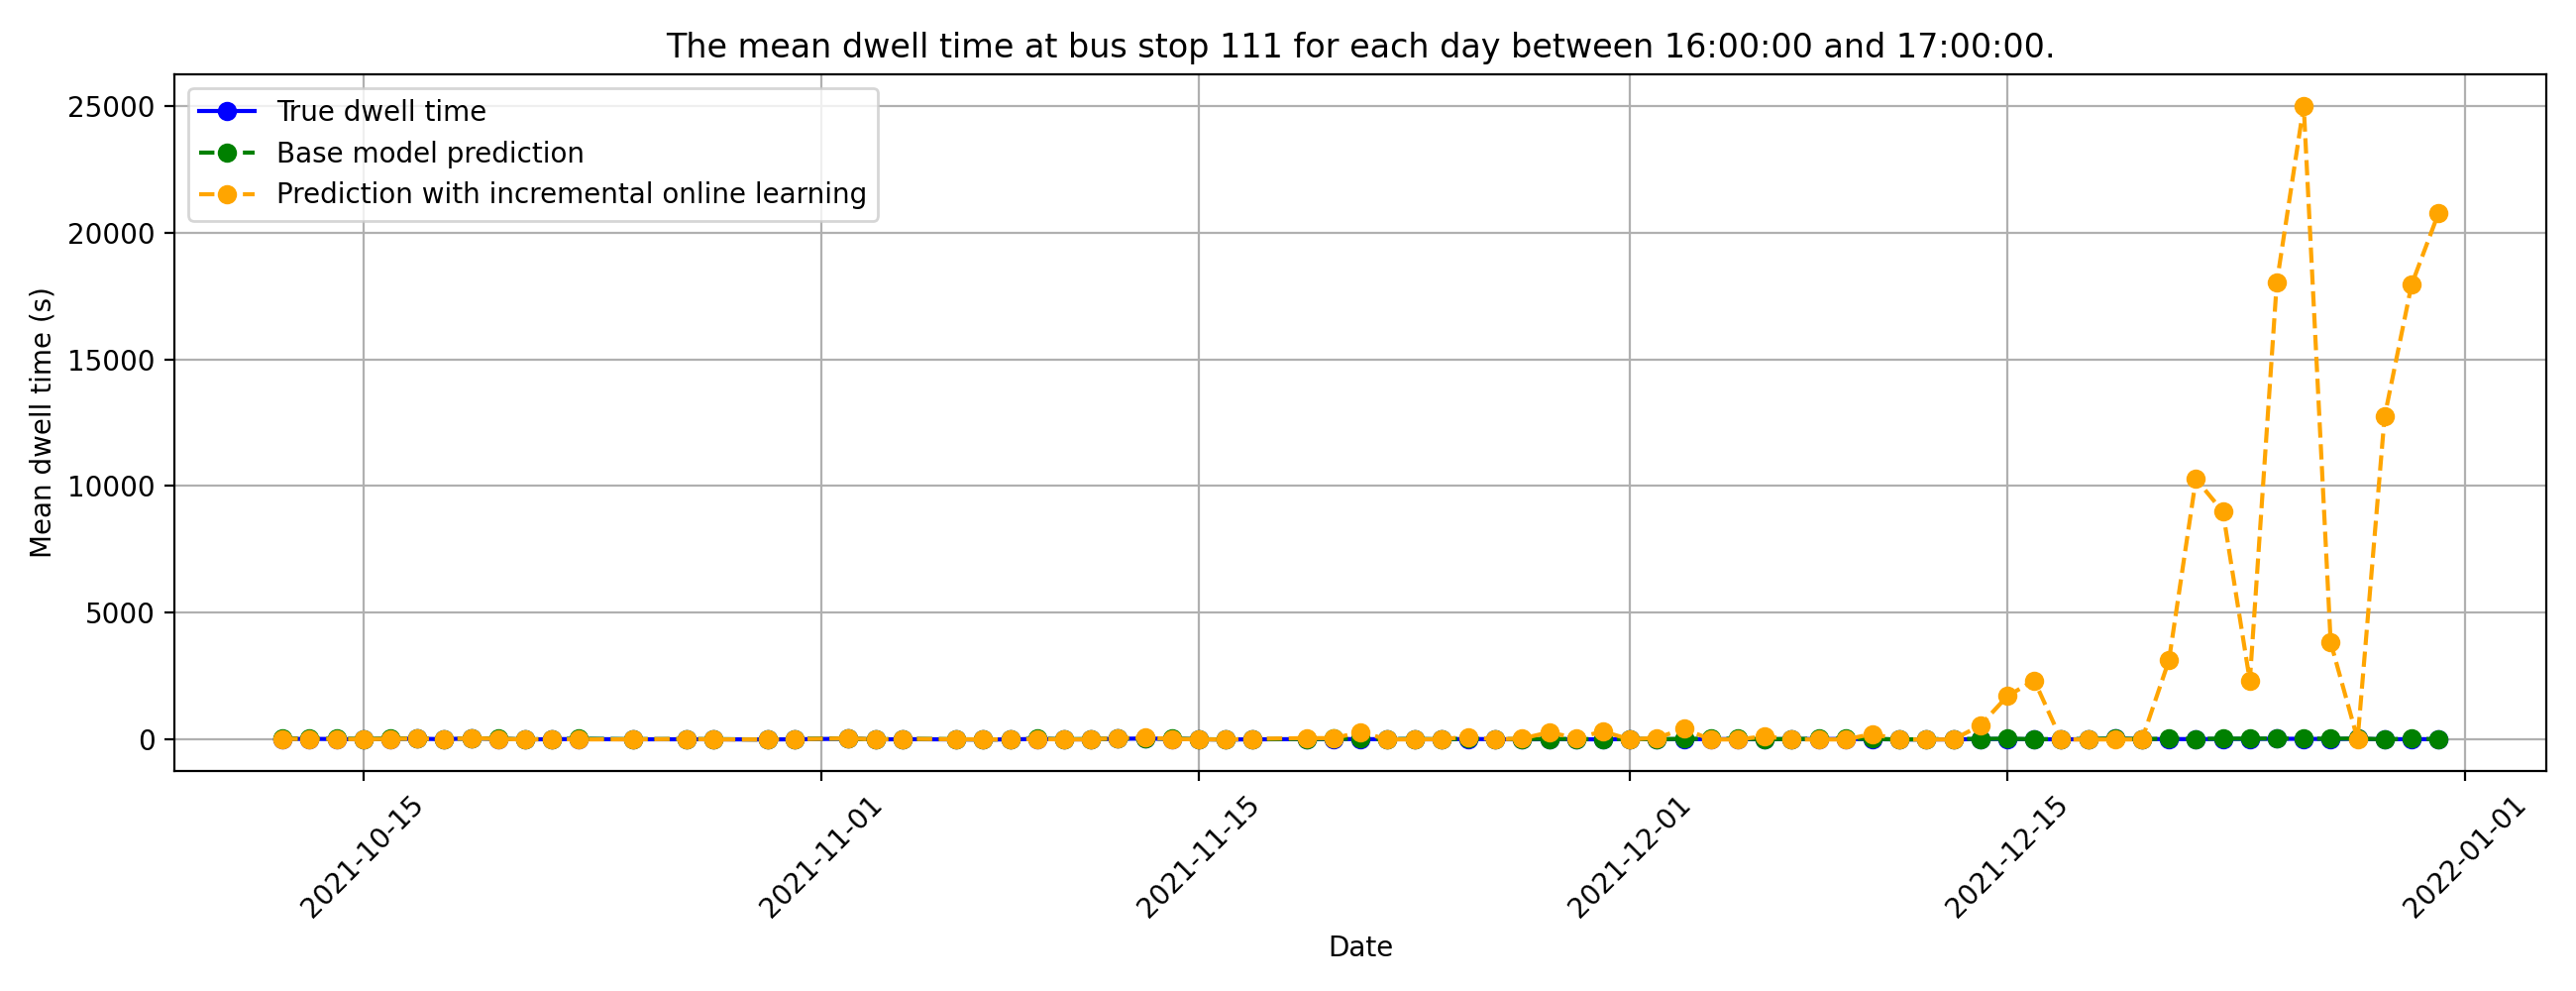 The mean dwell time at bus stop 111 for each day between 16:00:00 and 17:00:00.
True dwell time
Base model prediction
Prediction with incremental online learning
Mean dwell time (s)
25000
20000
15000
10000
5000
0
2021-10-15
2021-11-01
2021-11-15
2021-12-01
2021-12-15
2022-01-01
Date